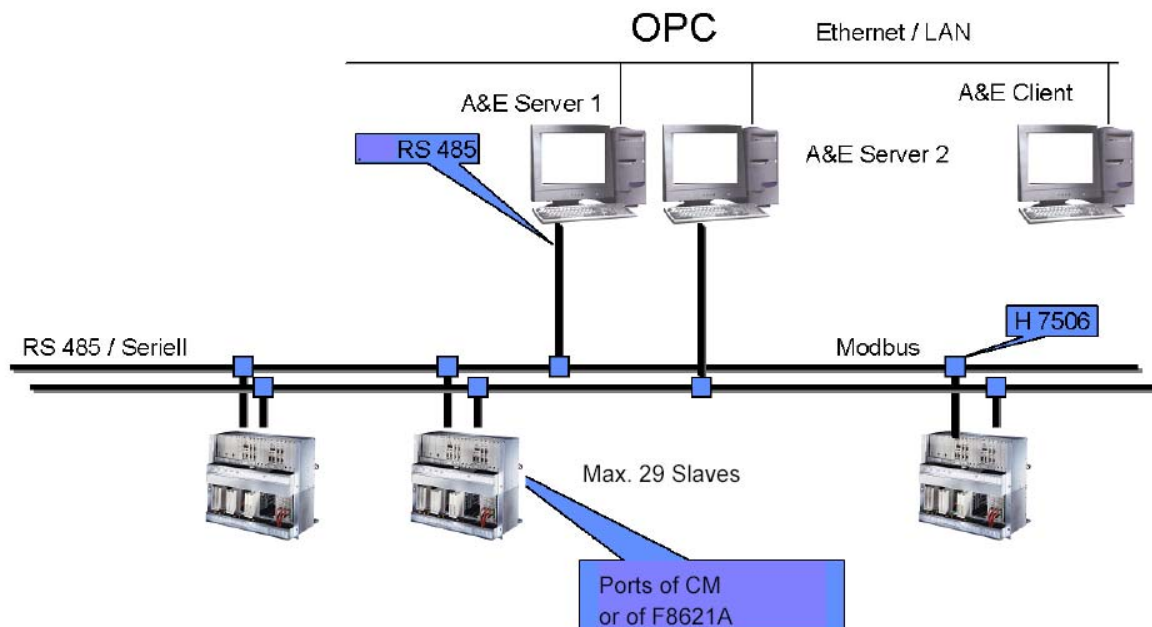 OPC
Ethernet / LAN
A&E Server 1
A&E Client
. RS 485
A&E Server 2
H 7506
RS 485 / Seriell
Modbus
Max. 29 Slaves
Ports of CM
or of F8621A